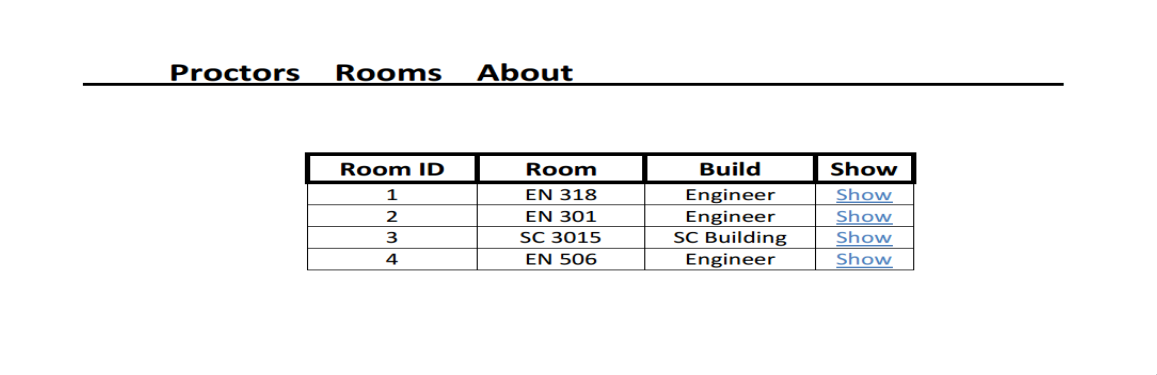 Proctors Rooms About
Room ID Room Build Show
1 EN 318 Engineer Show
2 EN 301 Engineer Show
3 SC 3015 SC Building Show
4 EN 506 Engineer Show